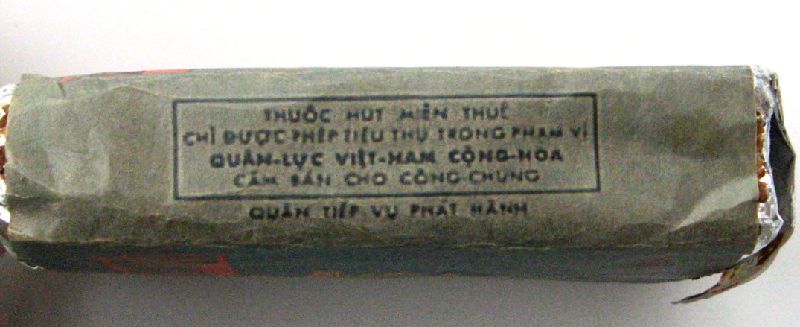 THUỐC HÚT MIỄN THUẾ
CHỈ ĐƯỢC PHÉP TIÊU THỤ TRONG PHẠM VI
QUÂN-LỰC VIỆT-NAM CỘNG-HÒA
CẤM BÁN CHO CÔNG-CHÚNG
QUÂN TIẾP VỤ PHÁT HÀNH